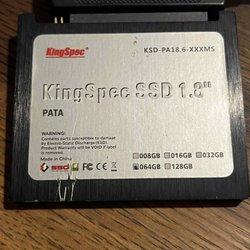 KingSpec
KSD-PA18.6-XXXMS
KingSpec SSD 1.8"
PATA
WARNING!
Contains parts susceptible to damage
by Electro-Static Discharge (ESD).
Product Warranty will be VOID if label
is removed.
Made in China
ssd
008GB 016GB 032GB
064GB 128GB